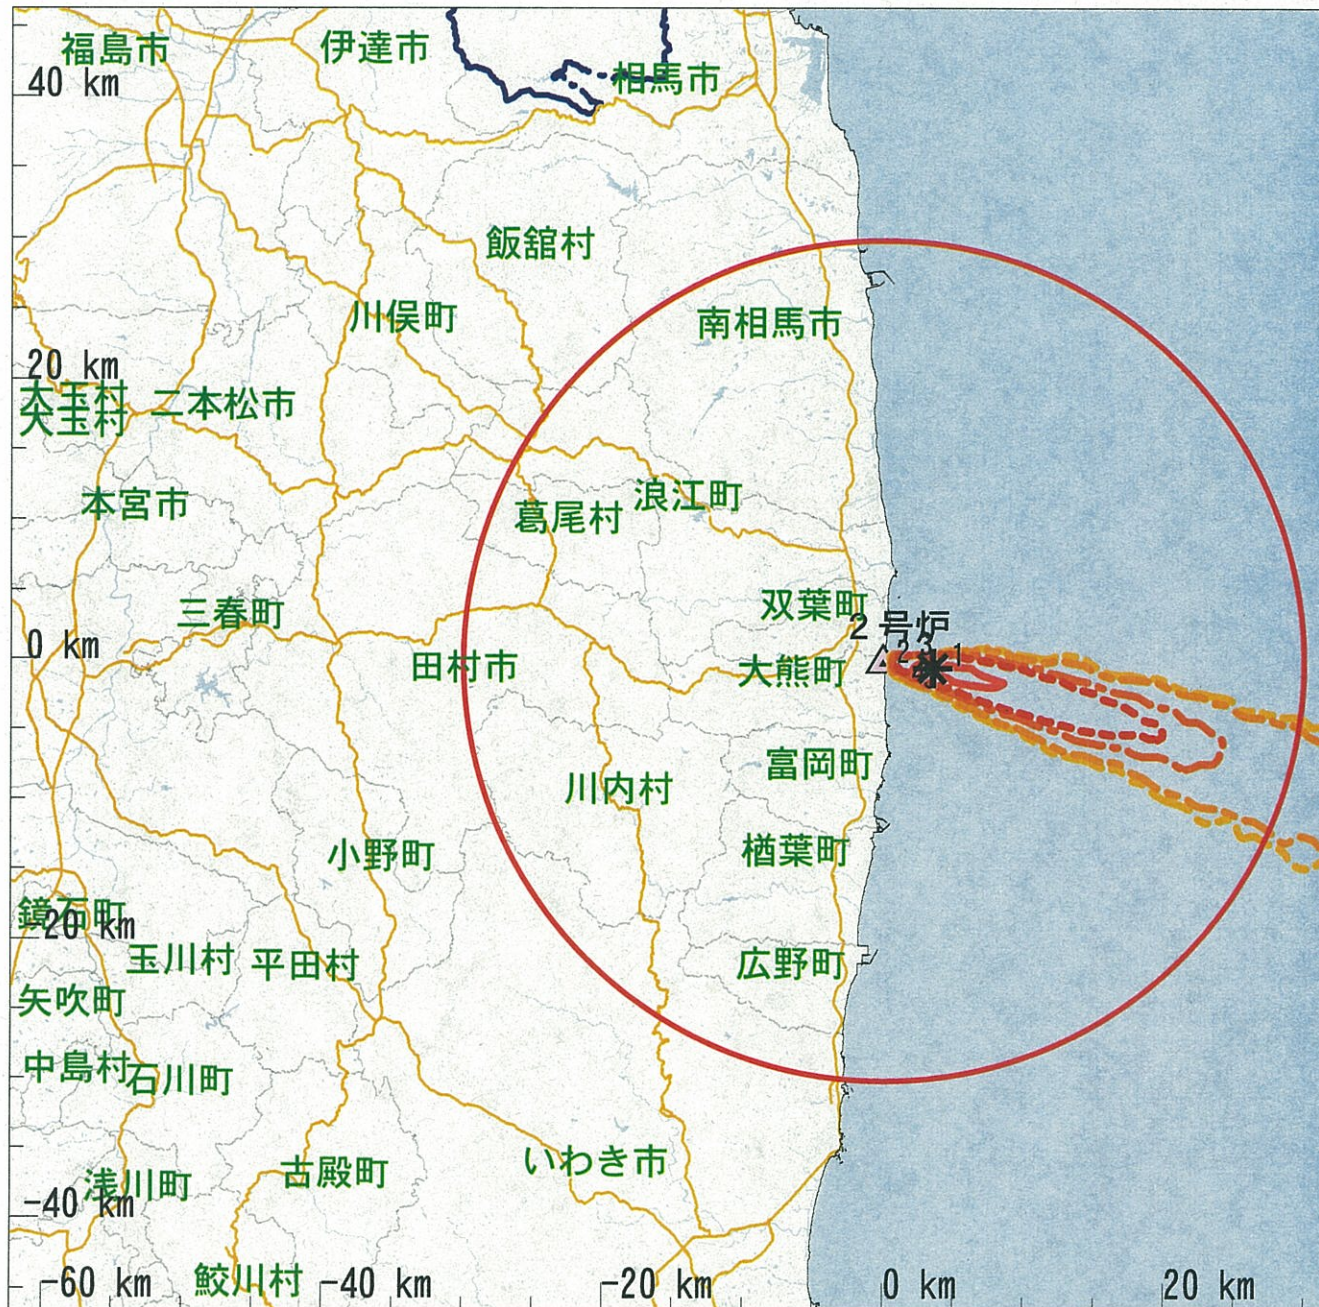 福島市
伊達市
相馬市
40 km
飯舘村
川俣町
南相馬市
20 km
大玉村
大玉村
二本松市
本宮市
葛尾村
浪江町
三春町
双葉町
2号炉
0 km
田村市
大熊町
2 3 1
富岡町
川内村
小野町
楢葉町
鏡石町
-20 km
玉川村
平田村
広野町
矢吹町
中島村
石川町
いわき市
古殿町
浅川町
-40 km
鮫川村
-60 km
-40 km
-20 km
0 km
20 km